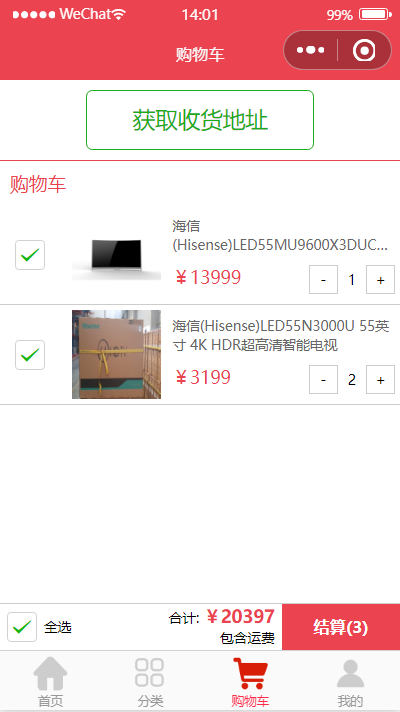 WeChat 14:01 99%
购物车
获取收货地址
购物车
海信
(Hisense)LED55MU9600X3DUC...
￥13999
- 1 +
海信(Hisense)LED55N3000U 55英
寸 4K HDR超高清智能电视
￥3199
- 2 +
全选
合计: ￥20397
包含运费
结算(3)
首页 分类 购物车 我的